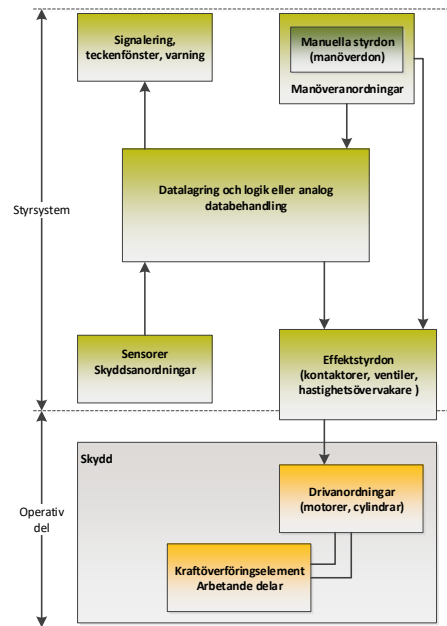 Signalering,
teckenfönster, varning
Manuella styrdon
(manöverdon)
Manöveranordningar
Datalagring och logik eller analog
databehandling
Styrsystem
Sensorer
Skyddsanordningar
Effektstyrdon
(kontaktorer, ventiler,
hastighetsövervakare )
Skydd
Drivanordningar
(motorer, cylindrar)
Operativ
del
Kraftöverföringselement
Arbetande delar